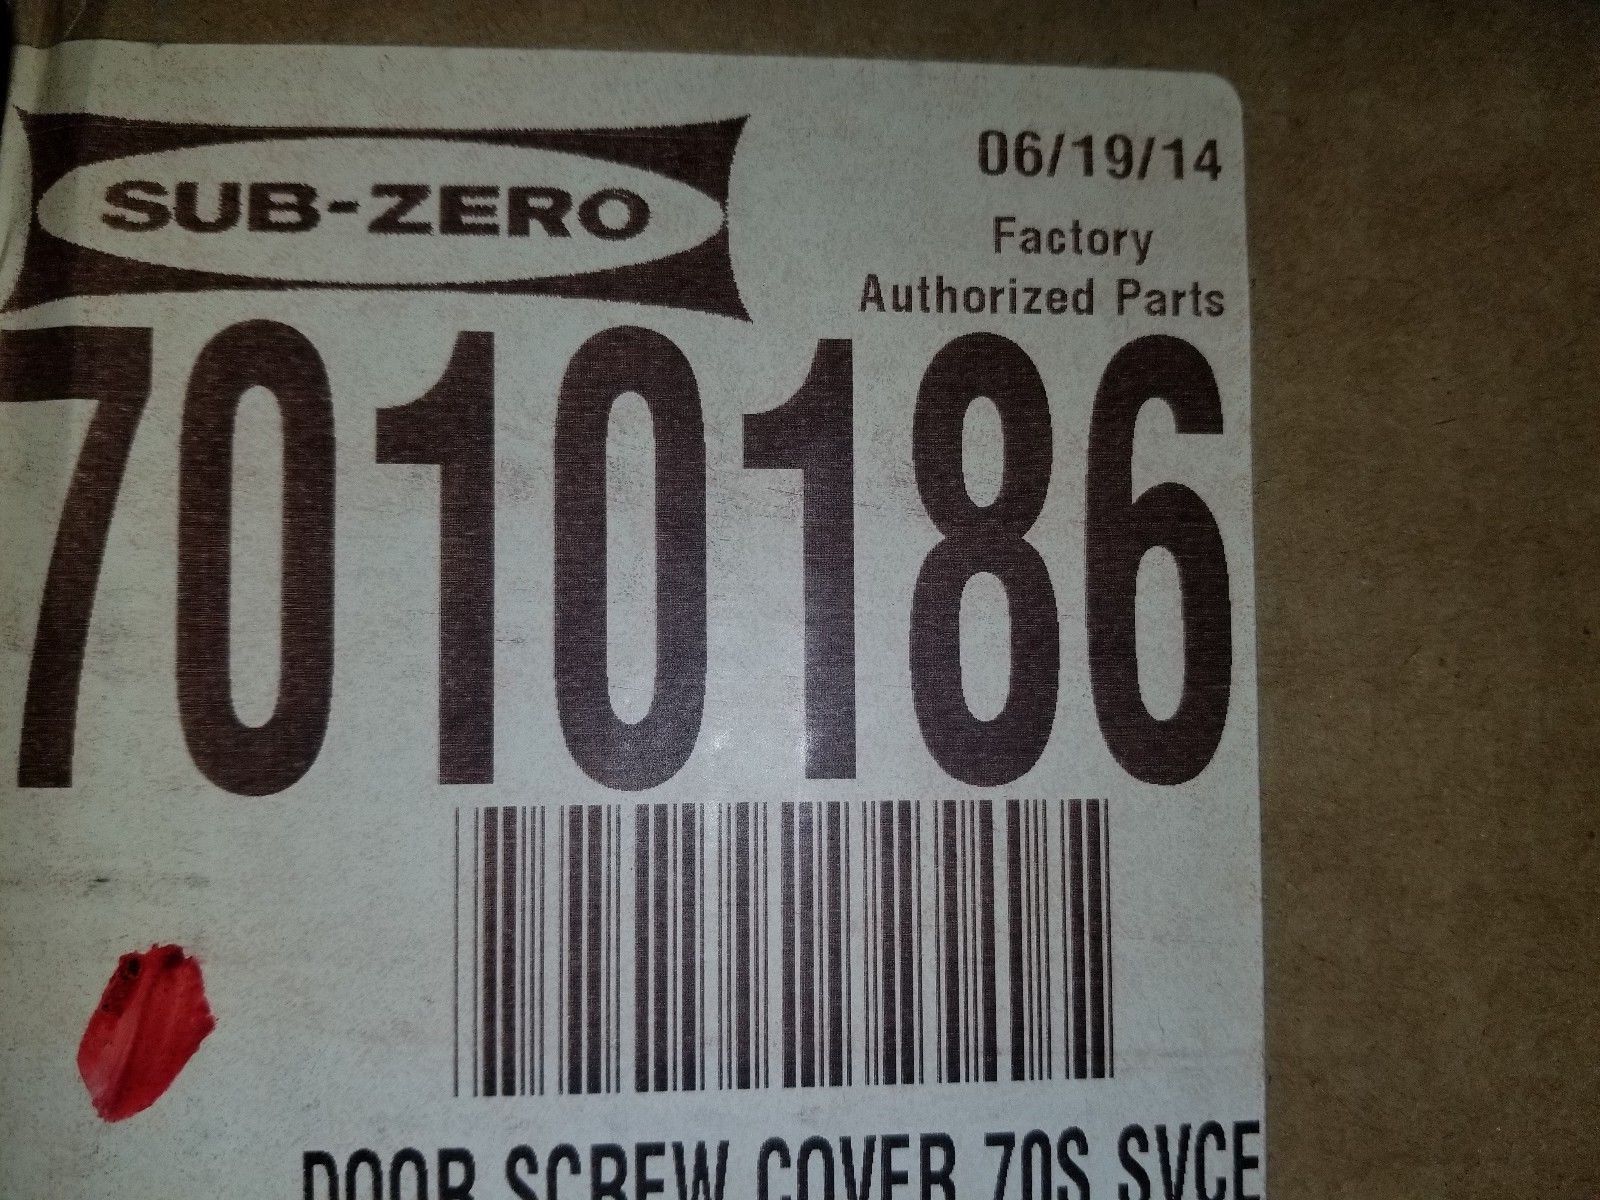 SUB-ZERO
06/19/14
Factory
Authorized Parts
7010186
DOOR SCREW COVER 70S SVCE